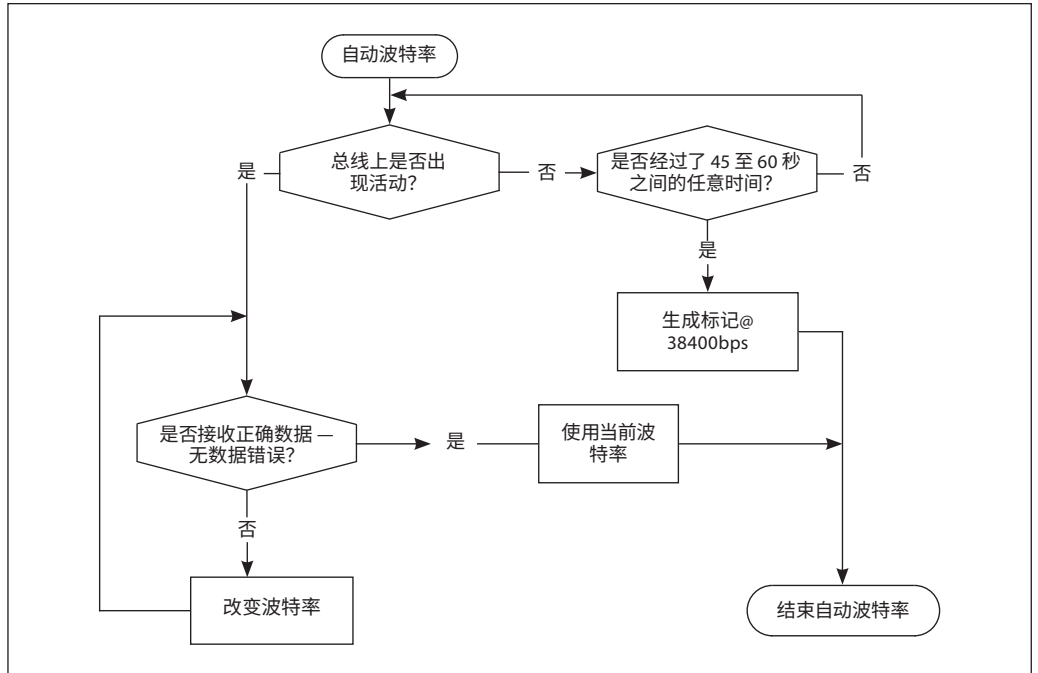 自动波特率
总线上是否出
现活动?
是
否
是否经过了 45 至 60 秒
之间的任意时间?
否
是
生成标记@
38400bps
是否接收正确数据 —
无数据错误?
是
使用当前波
特率
否
改变波特率
结束自动波特率